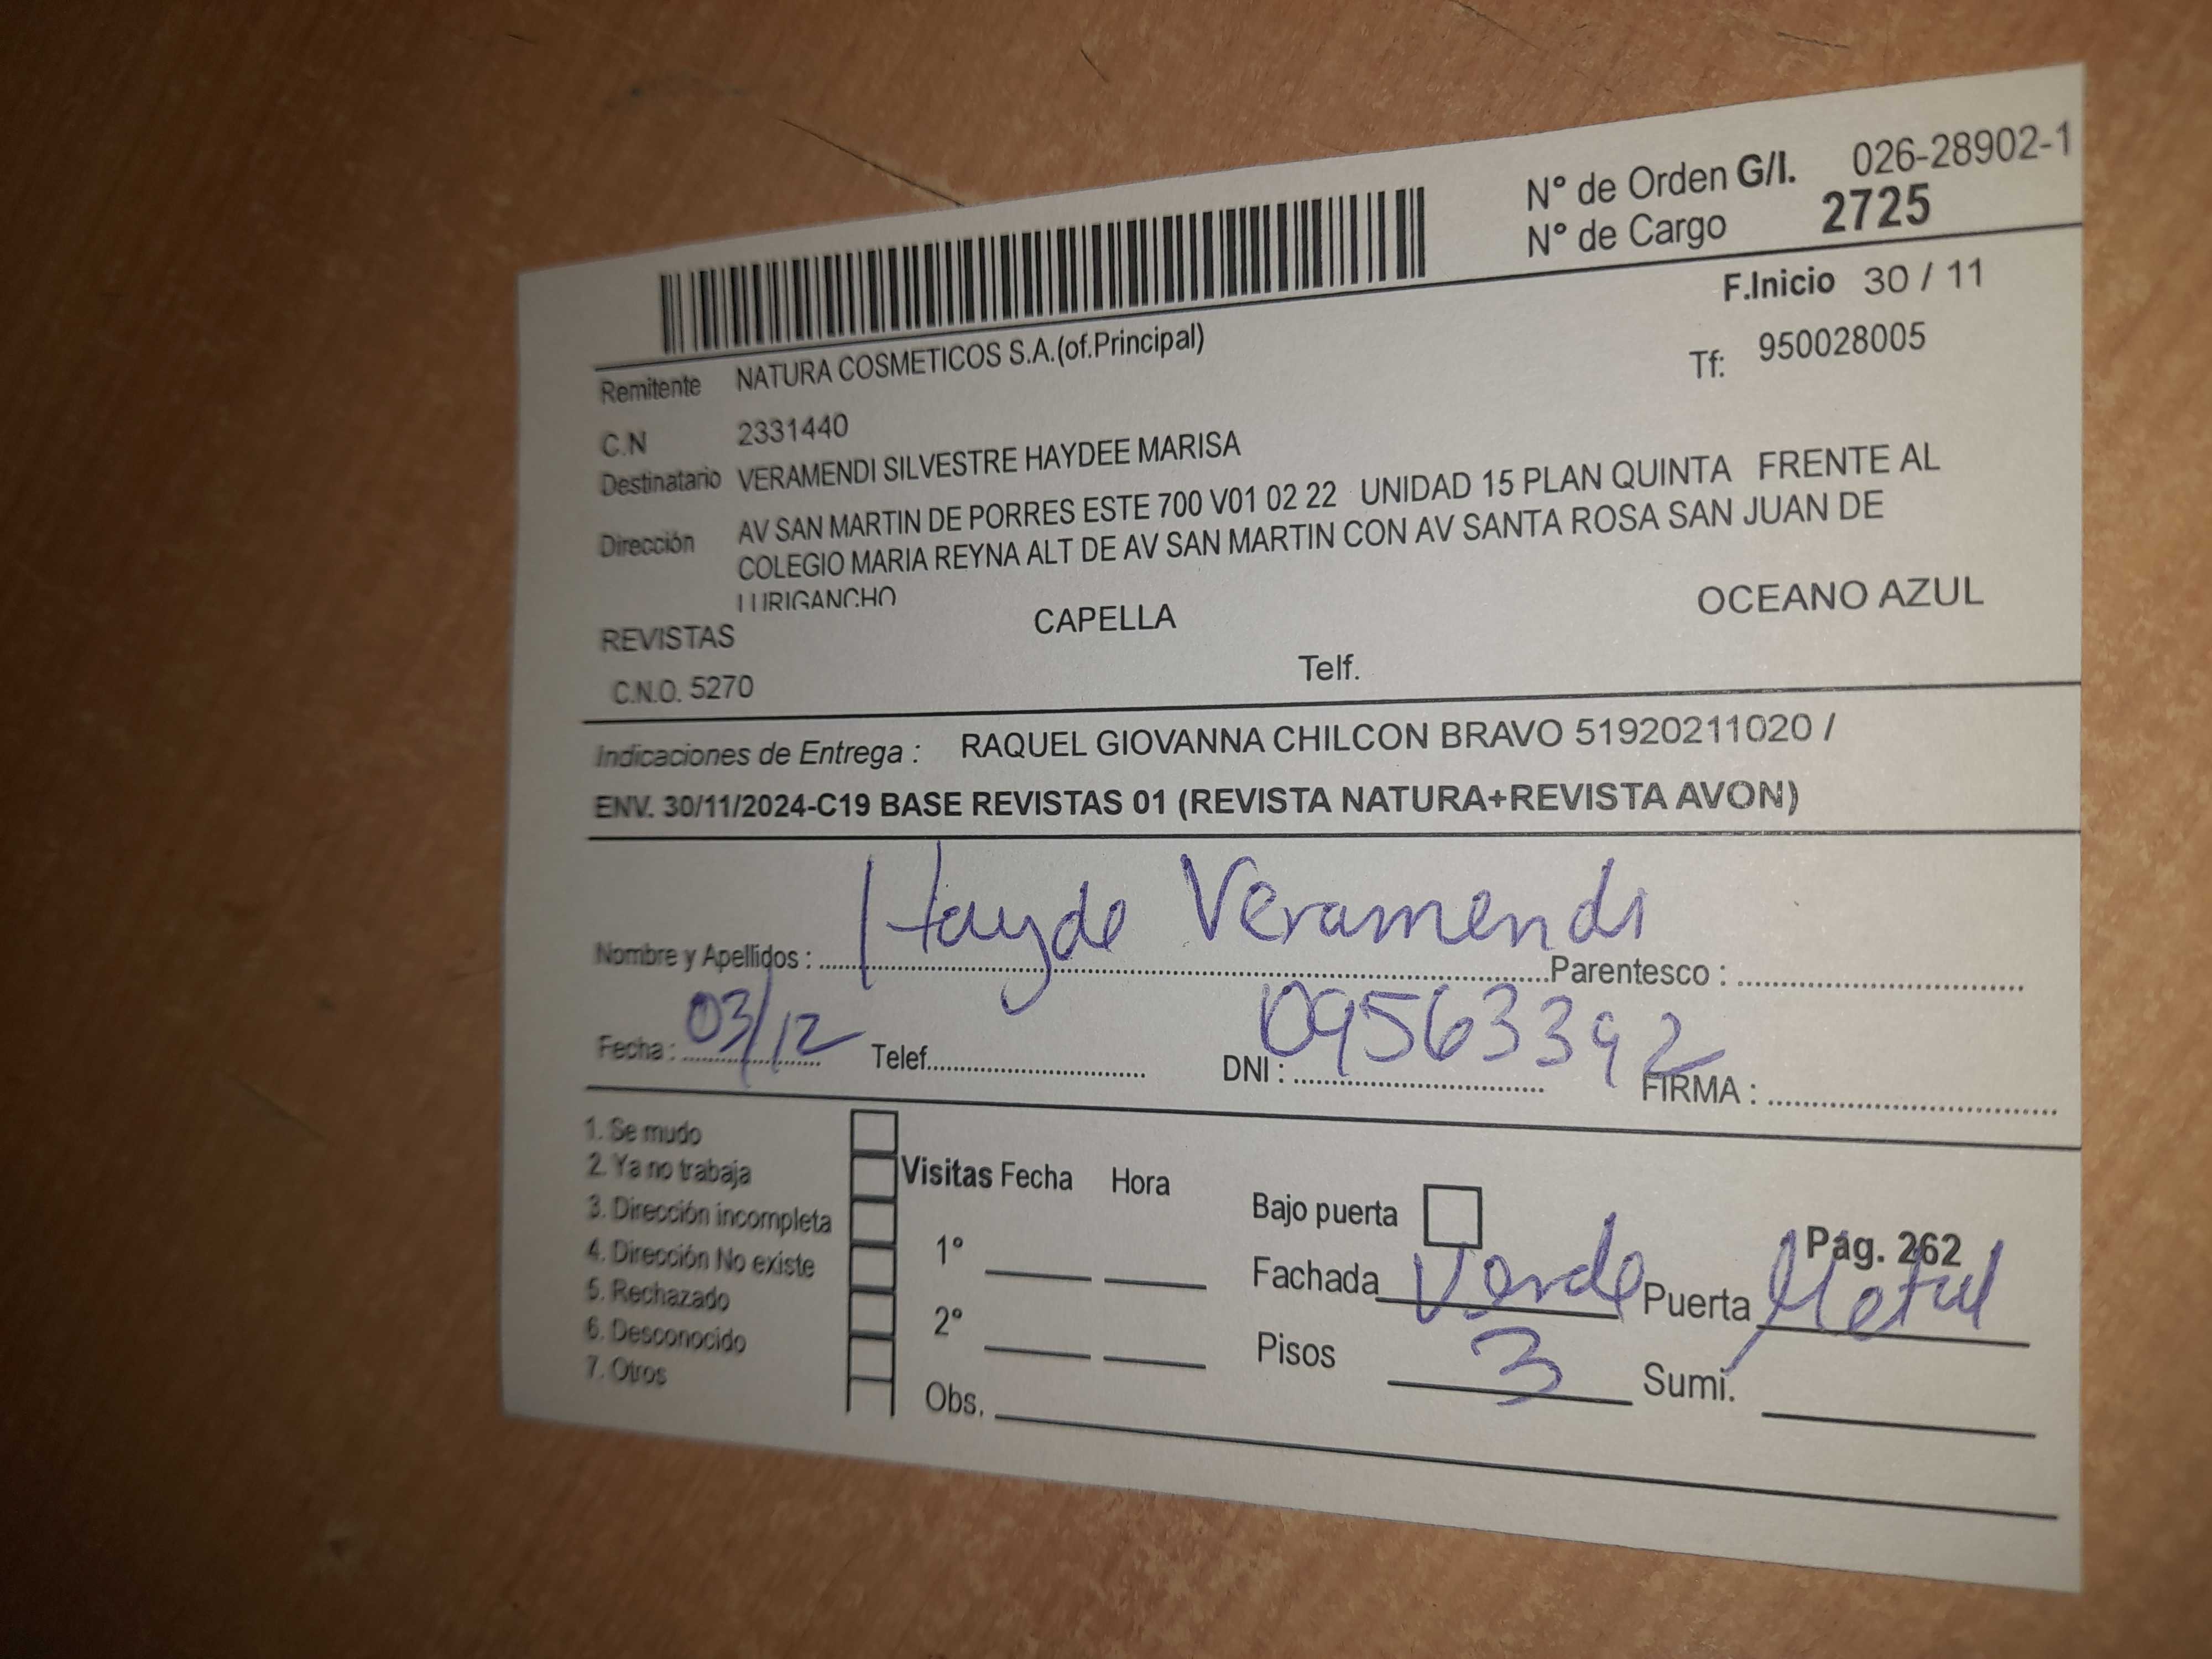 N° de Orden G/I. 026-28902-1
N° de Cargo 2725
F.Inicio 30 / 11
Remitente NATURA COSMETICOS S.A.(of.Principal)
Tf: 950028005
C.N 2331440
Destinatario VERAMENDI SILVESTRE HAYDEE MARISA
Dirección AV SAN MARTIN DE PORRES ESTE 700 V01 02 22 UNIDAD 15 PLAN QUINTA FRENTE AL
COLEGIO MARIA REYNA ALT DE AV SAN MARTIN CON AV SANTA ROSA SAN JUAN DE
LURIGANCHO
REVISTAS CAPELLA OCEANO AZUL
C.N.O. 5270 Telf.
Indicaciones de Entrega : RAQUEL GIOVANNA CHILCON BRAVO 51920211020 /
ENV. 30/11/2024-C19 BASE REVISTAS 01 (REVISTA NATURA+REVISTA AVON)
Nombre y Apellidos : Hayde Veramendi Parentesco :
Fecha : 03/12 Telef. DNI : 09563392 FIRMA :
1. Se mudo
2. Ya no trabaja
3. Dirección incompleta
4. Dirección No existe
5. Rechazado
6. Desconocido
7. Otros
Visitas Fecha Hora
1°
2°
Obs.
Bajo puerta
Pág. 262
Fachada Verde Puerta Metal
Pisos 3 Sumi.